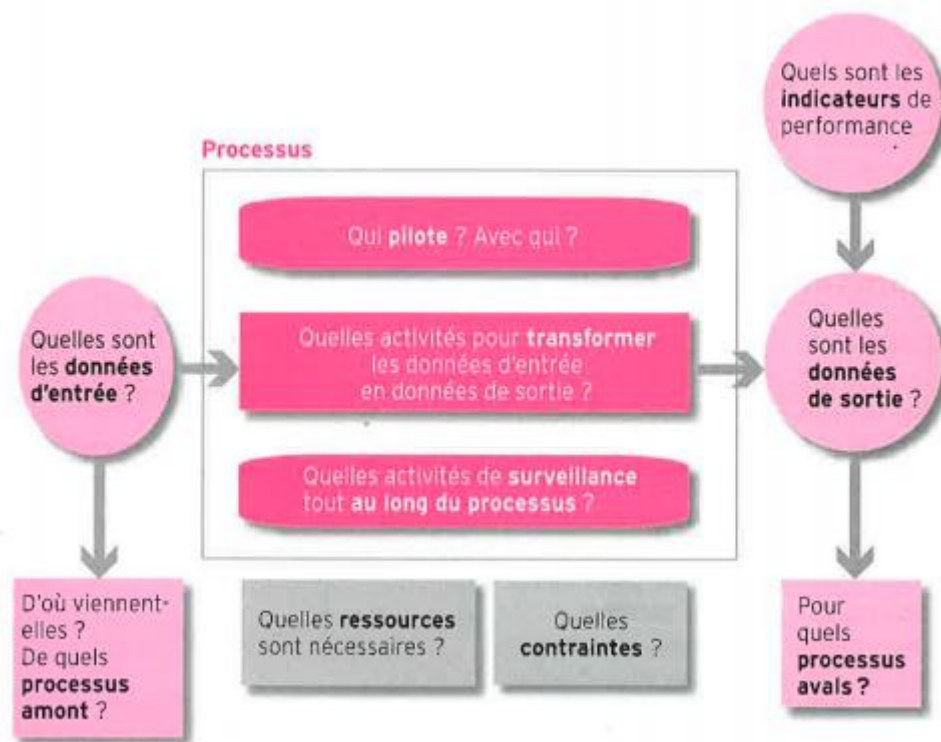 Quels sont les
indicateurs de
performance
Processus
Qui pilote ? Avec qui ?
Quelles sont
les données
d'entrée ?
Quelles activités pour transformer
les données d'entrée
en données de sortie ?
Quelles
sont les
données
de sortie ?
Quelles activités de surveillance
tout au long du processus ?
D'où viennent-
elles ?
De quels
processus
amont ?
Quelles ressources
sont nécessaires ?
Quelles
contraintes ?
Pour
quels
processus
avals ?